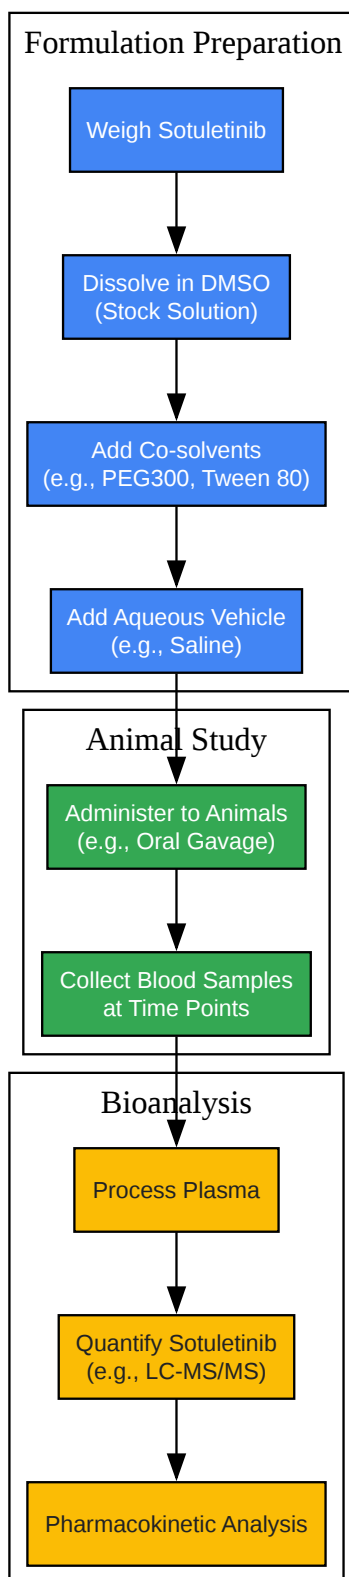 Formulation Preparation
Weigh Sotuletinib
Dissolve in DMSO
(Stock Solution)
Add Co-solvents
(e.g., PEG300, Tween 80)
Add Aqueous Vehicle
(e.g., Saline)
Animal Study
Administer to Animals
(e.g., Oral Gavage)
Collect Blood Samples
at Time Points
Bioanalysis
Process Plasma
Quantify Sotuletinib
(e.g., LC-MS/MS)
Pharmacokinetic Analysis